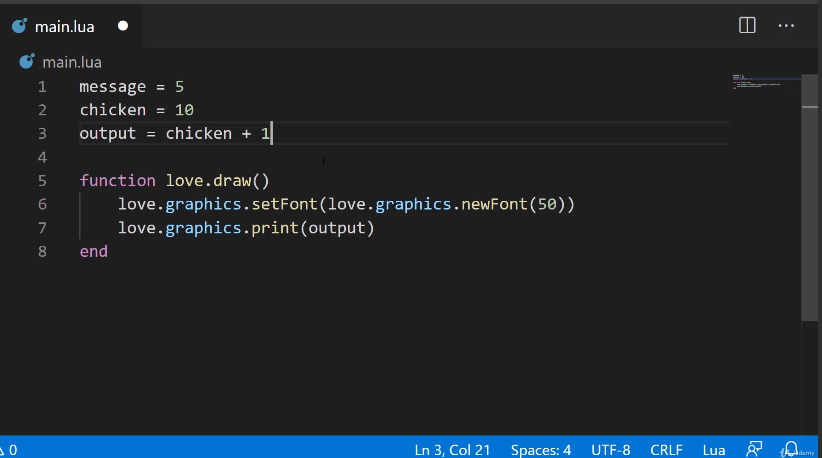 main.lua
main.lua
1 message = 5
2 chicken = 10
3 output = chicken + 1
4
5 function love.draw()
6 love.graphics.setFont(love.graphics.newFont(50))
7 love.graphics.print(output)
8 end
0 Ln 3, Col 21 Spaces: 4 UTF-8 CRLF Lua